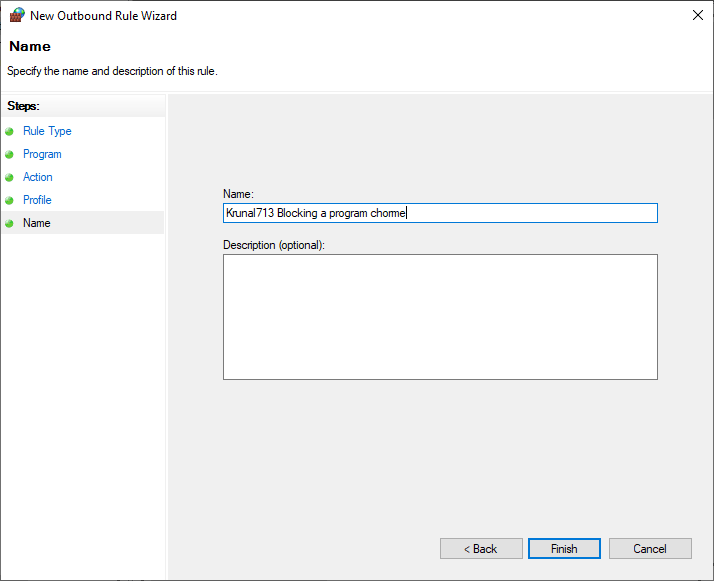 New Outbound Rule Wizard
Name
Specify the name and description of this rule.
Steps:
Rule Type
Program
Action
Profile
Name
Name:
Krunal713 Blocking a program chorme
Description (optional):
< Back
Finish
Cancel